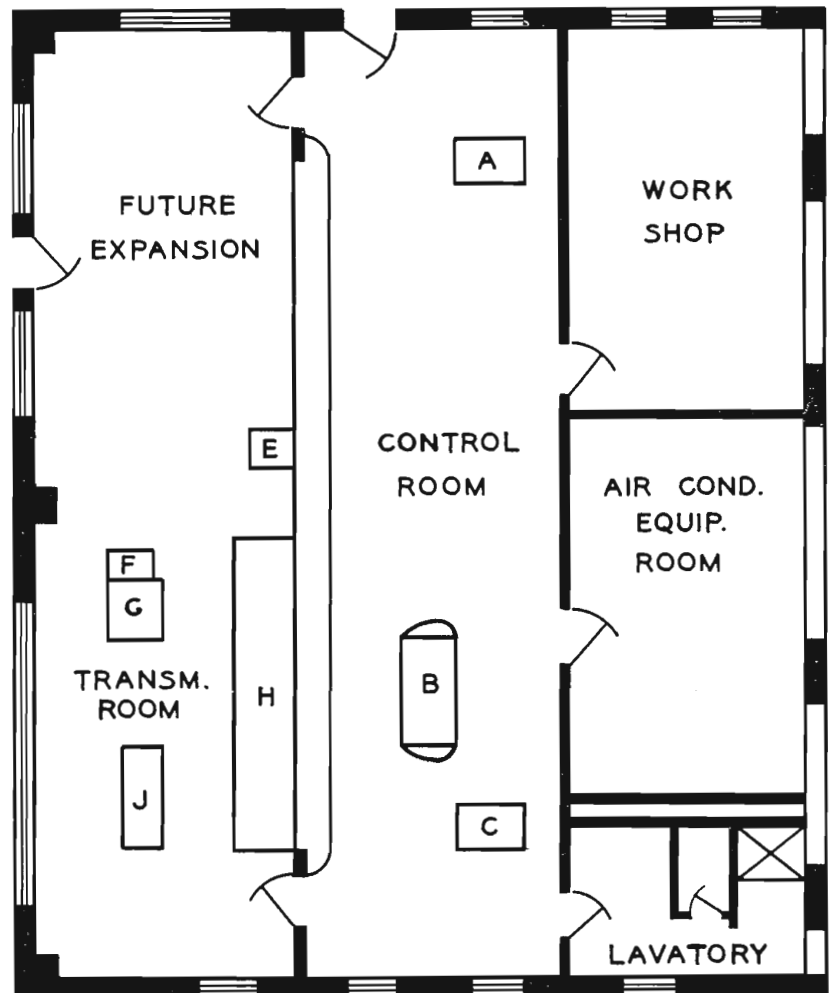 A
WORK
SHOP
FUTURE
EXPANSION
E
CONTROL
ROOM
AIR COND.
EQUIP.
ROOM
F
G
TRANSM.
ROOM
H
B
J
C
LAVATORY